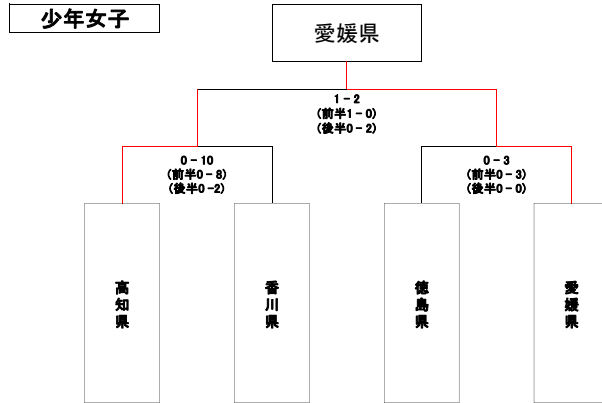 少年女子
愛媛県
1-2
(前半1-0)
(後半0-2)
0-10
(前半0-8)
(後半0-2)
0-3
(前半0-3)
(後半0-0)
高知県
香川県
徳島県
愛媛県